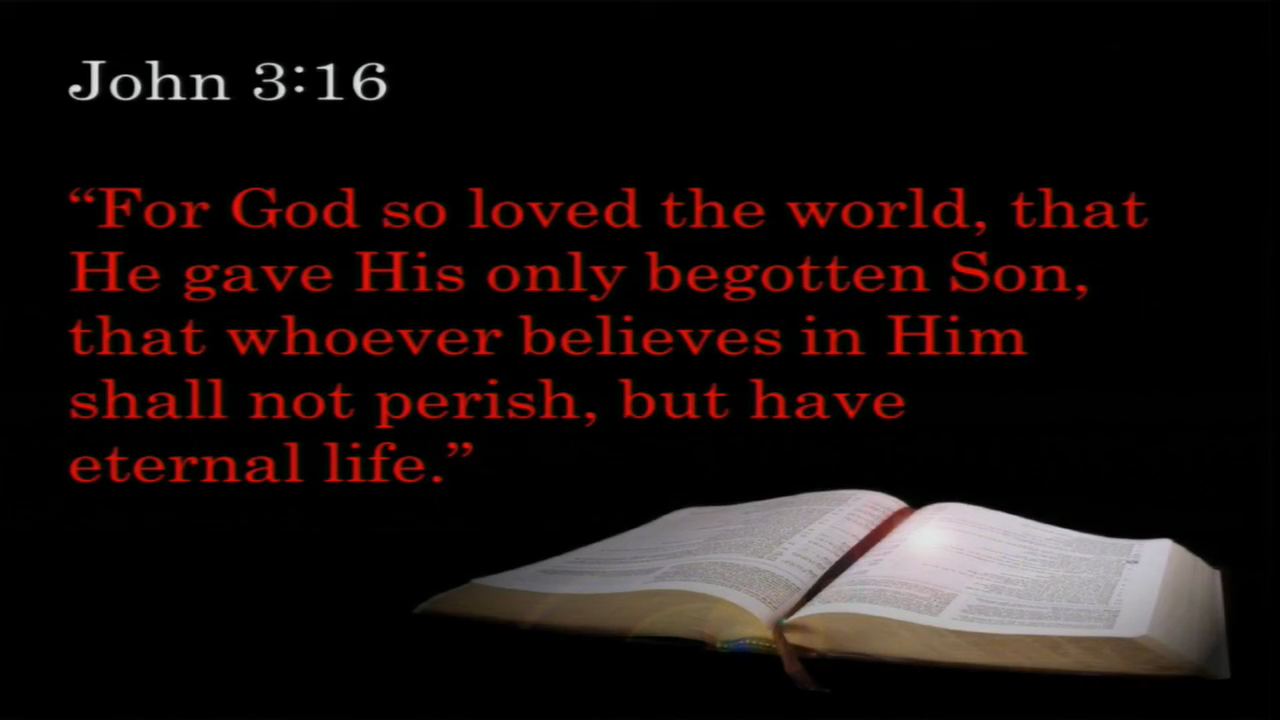 John 3:16
“For God so loved the world, that
He gave His only begotten Son,
that whoever believes in Him
shall not perish, but have
eternal life.”